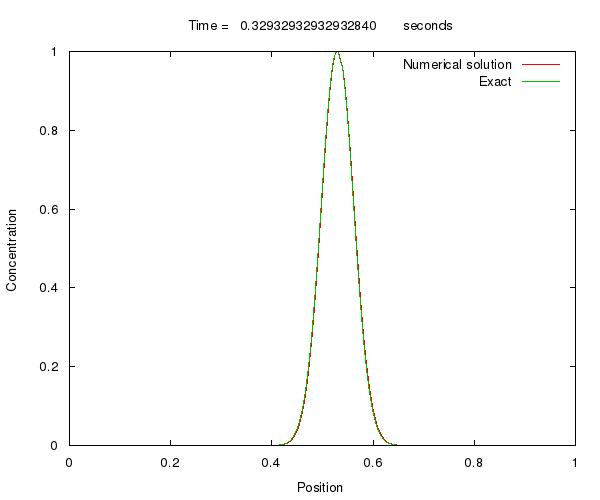 Time = 0.32932932932932840 seconds
Numerical solution
Exact
1
0.8
0.6
0.4
0.2
0
Concentration
0 0.2 0.4 0.6 0.8 1
Position